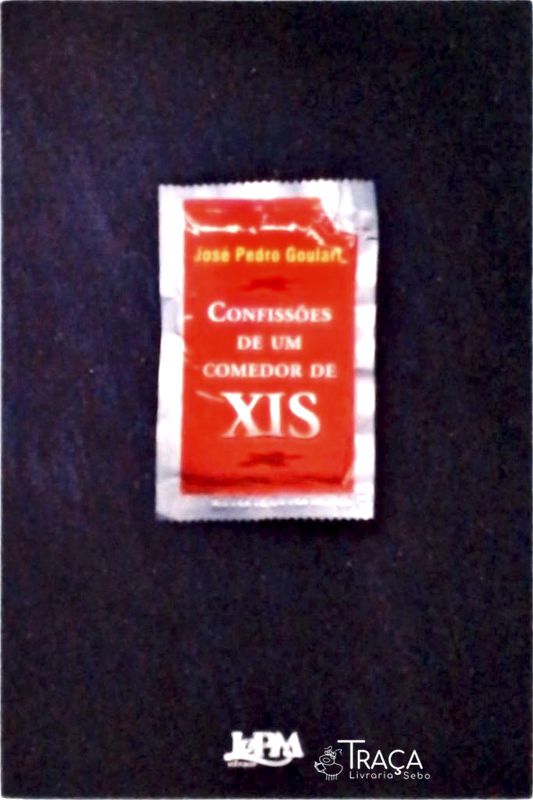 José Pedro Goulart
CONFISSÕES
DE UM
COMEDOR DE
XIS
L&PM
TRAÇA
Livraria Sebo